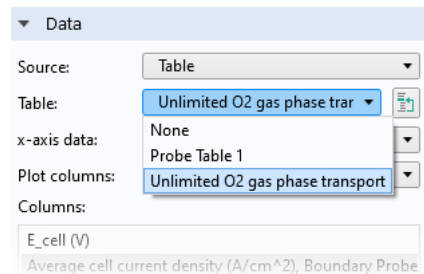 Data
Source: Table
Table: Unlimited O2 gas phase trar
None
x-axis data:
Probe Table 1
Plot columns:
Unlimited O2 gas phase transport
Columns:
E_cell (V)
Average cell current density (A/cm^2), Boundary Probe